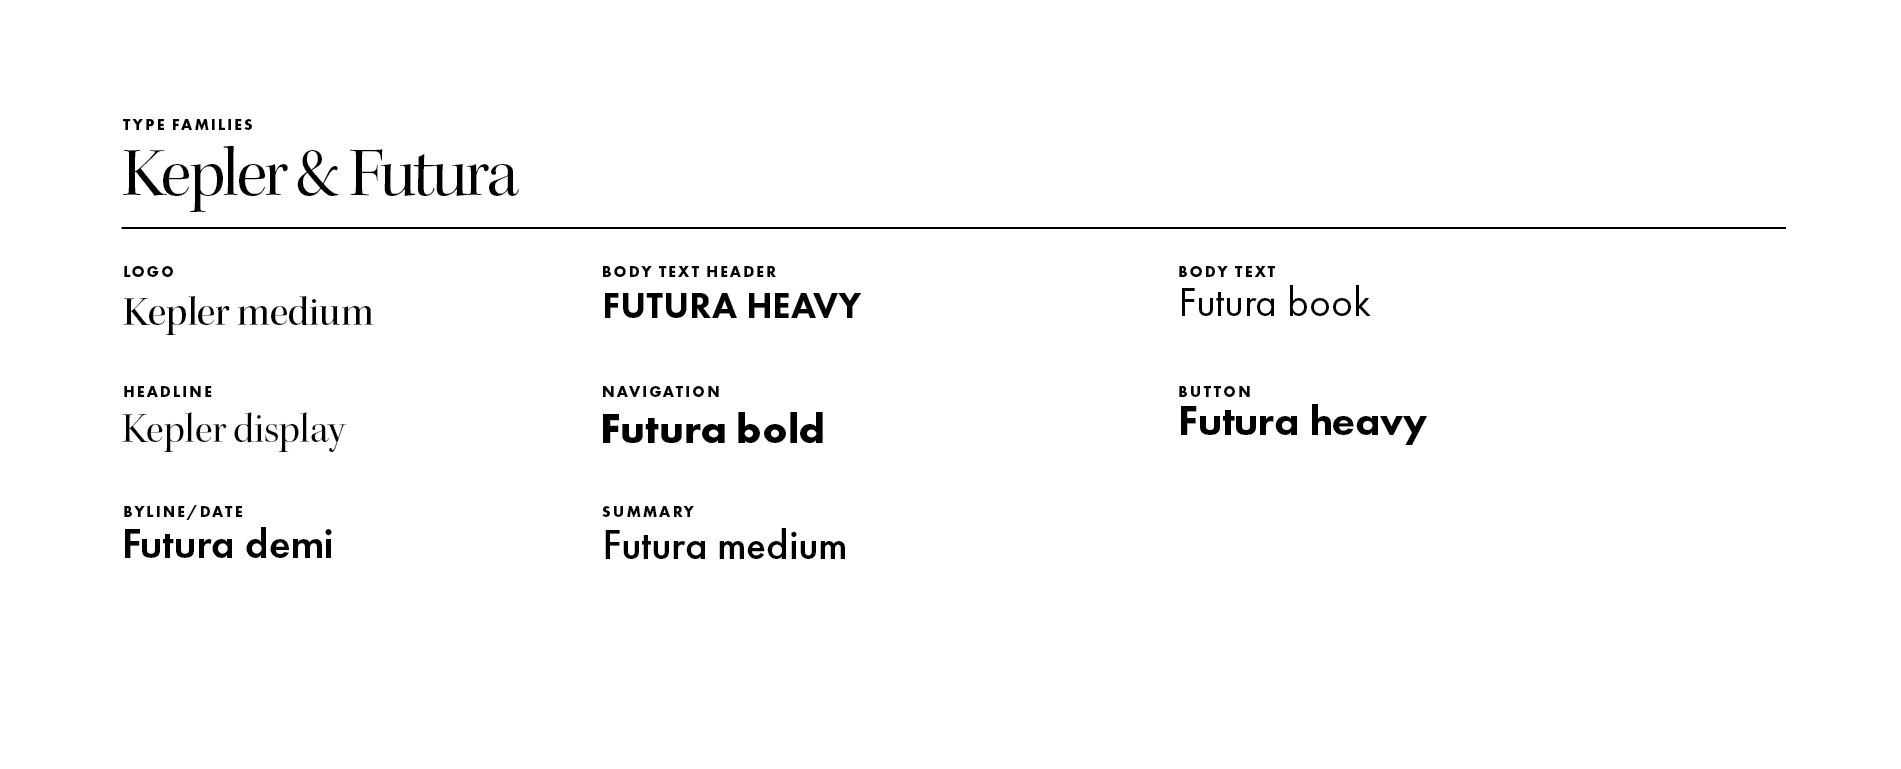 TYPE FAMILIES
Kepler & Futura
LOGO
Kepler medium
BODY TEXT HEADER
FUTURA HEAVY
BODY TEXT
Futura book
HEADLINE
Kepler display
NAVIGATION
Futura bold
BUTTON
Futura heavy
BYLINE/DATE
Futura demi
SUMMARY
Futura medium